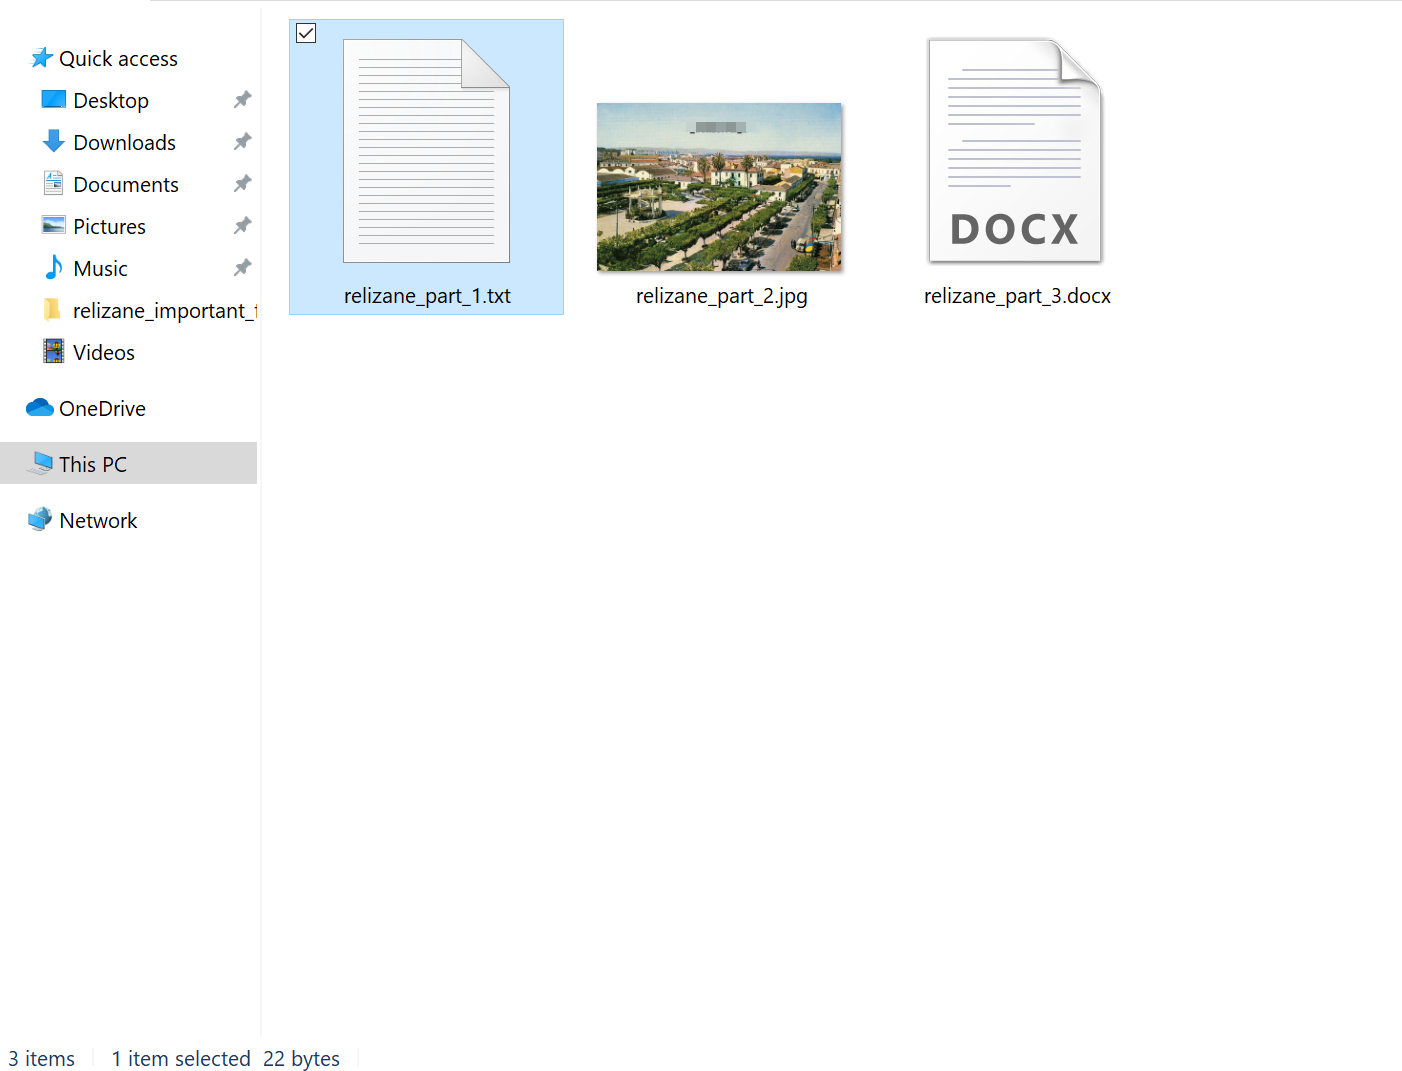 Quick access
Desktop
Downloads
Documents
Pictures
Music
relizane_important_
Videos
OneDrive
This PC
Network
relizane_part_1.txt
relizane_part_2.jpg
DOCX
relizane_part_3.docx
3 items
1 item selected 22 bytes